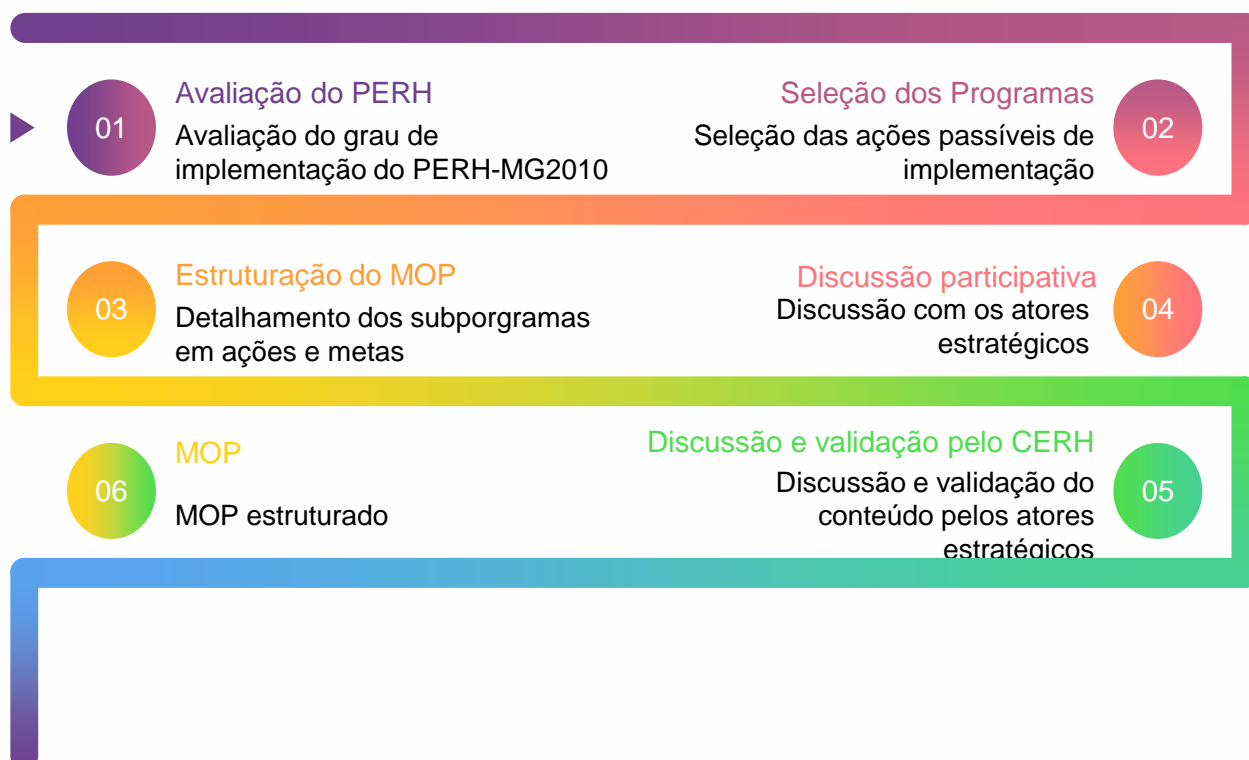 01
Avaliação do PERH
Avaliação do grau de
implementação do PERH-MG2010
Seleção dos Programas
Seleção das ações passíveis de
implementação
02
03
Estruturação do MOP
Detalhamento dos subporgramas
em ações e metas
Discussão participativa
Discussão com os atores
estratégicos
04
06
MOP
MOP estruturado
Discussão e validação pelo CERH
Discussão e validação do
conteúdo pelos atores
estratégicos
05